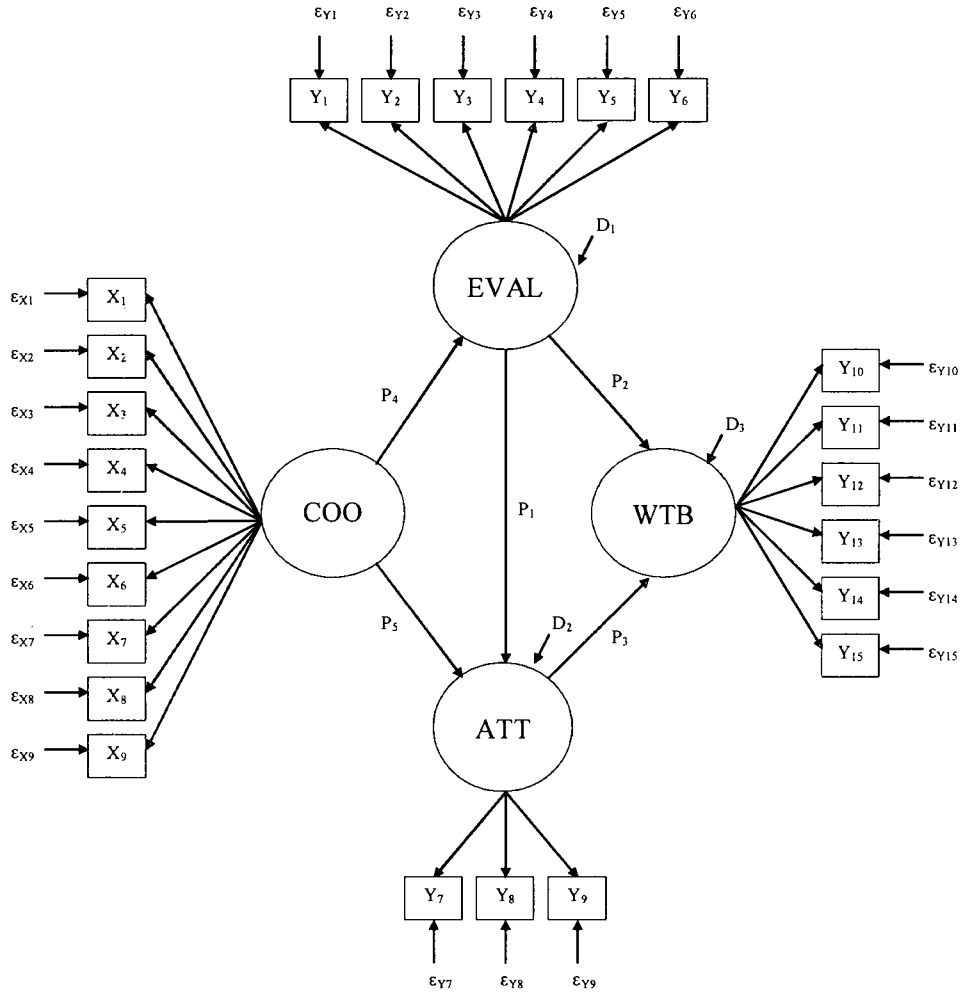 εY1 εY2 εY3 εY4 εY5 εY6
Y1 Y2 Y3 Y4 Y5 Y6
D1
EVAL
εX1 X1
εX2 X2
εX3 X3
εX4 X4
εX5 X5
εX6 X6
εX7 X7
εX8 X8
εX9 X9
P4
P2
COO
P1
D3
WTB
Y10 εY10
Y11 εY11
Y12 εY12
Y13 εY13
Y14 εY14
Y15 εY15
P5
D2
P3
ATT
Y7 Y8 Y9
εY7 εY8 εY9